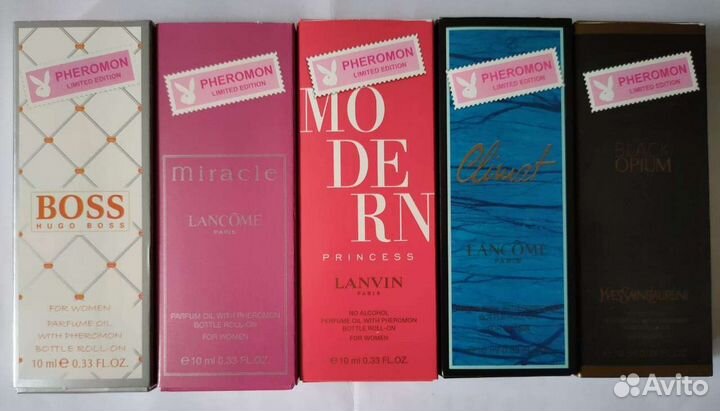 PHEROMON
LIMITED EDITION
BOSS
HUGO BOSS
FOR WOMEN
PARFUME OIL
WITH PHEROMON
BOTTLE ROLL-ON
10 ml e 0.33 FL.OZ.
PHEROMON
LIMITED EDITION
miracle
LANCÔME
PARIS
PARFUM OIL WITH PHEROMON
BOTTLE ROLL-ON
FOR WOMEN
e 10 ml 0.33 FL.OZ.
PHEROMON
LIMITED EDITION
MO
DE
RN
PRINCESS
LANVIN
PARIS
NO ALCOHOL
PERFUME OIL WITH PHEROMON
BOTTLE ROLL-ON
FOR WOMEN
e 10 ml 0.33 FL.OZ.
PHEROMON
LIMITED EDITION
LANCÔME
PARIS
PHEROMON
LIMITED EDITION
BLACK
OPIUM
YVES SAINT LAURENT
Avito